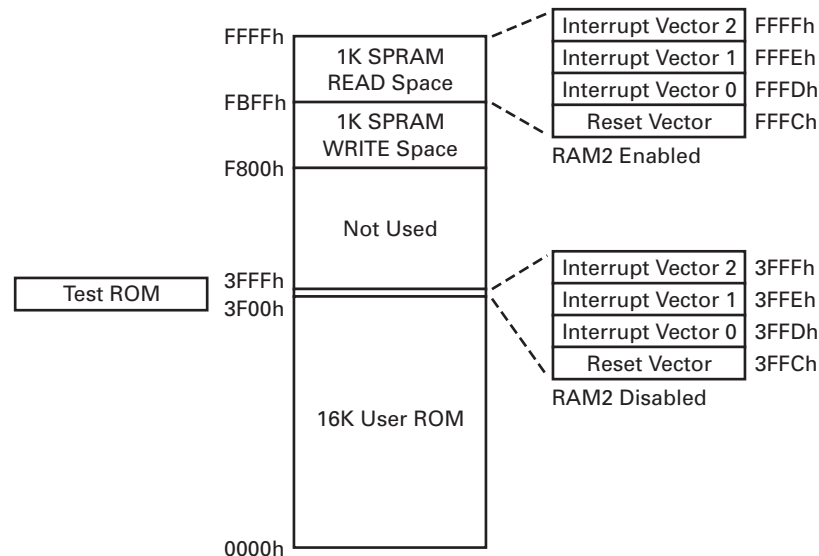 FFFFh
1K SPRAM
READ Space
FBFFh
1K SPRAM
WRITE Space
F800h
Not Used
3FFFh
3F00h
Test ROM
16K User ROM
0000h
Interrupt Vector 2 FFFFh
Interrupt Vector 1 FFFEh
Interrupt Vector 0 FFFDh
Reset Vector FFFCh
RAM2 Enabled
Interrupt Vector 2 3FFFh
Interrupt Vector 1 3FFEh
Interrupt Vector 0 3FFDh
Reset Vector 3FFCh
RAM2 Disabled